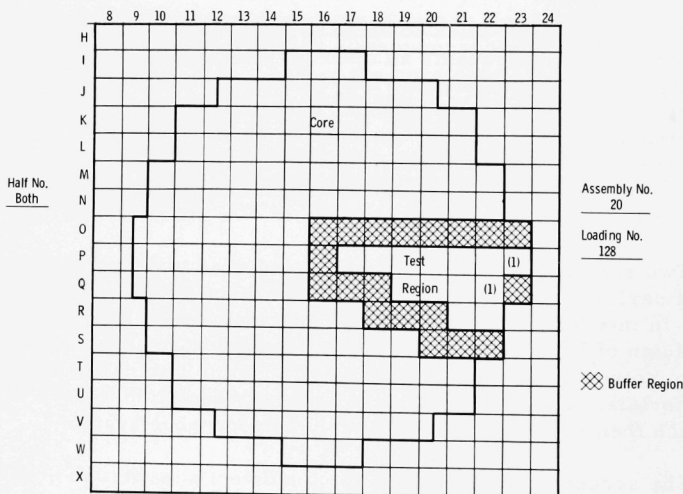 8 9 10 11 12 13 14 15 16 17 18 19 20 21 22 23 24
H
I
J
K Core
L
M
Half No.
Both
Assembly No.
20
N
O
Loading No.
128
P Test (1)
Q Region (1)
R
S
T
Buffer Region
U
V
W
X